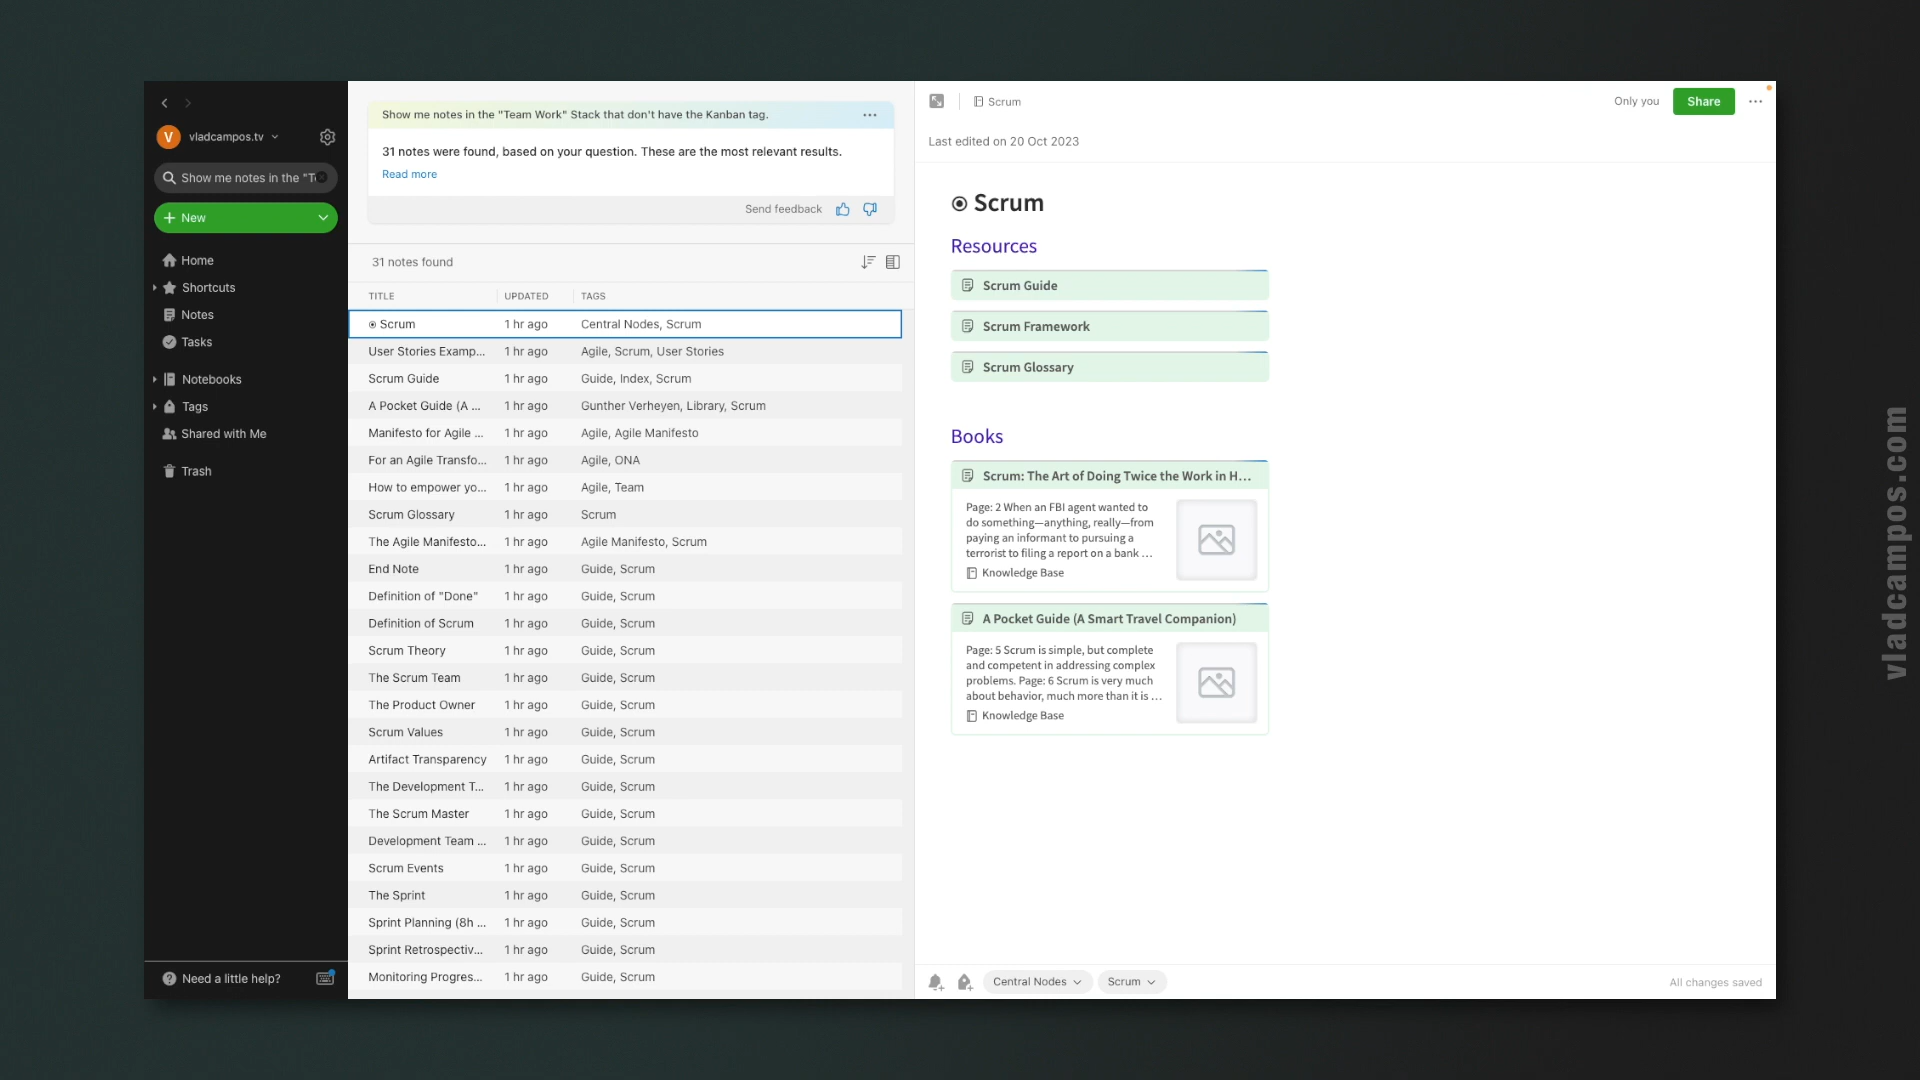 V
vladcampos.tv
Show me notes in the "T
New
Home
Shortcuts
Notes
Tasks
Notebooks
Tags
Shared with Me
Trash
Need a little help?
Show me notes in the "Team Work" Stack that don't have the Kanban tag.
31 notes were found, based on your question. These are the most relevant results.
Read more
Send feedback
31 notes found
TITLE UPDATED TAGS
Scrum 1 hr ago Central Nodes, Scrum
User Stories Examp... 1 hr ago Agile, Scrum, User Stories
Scrum Guide 1 hr ago Guide, Index, Scrum
A Pocket Guide (A ... 1 hr ago Gunther Verheyen, Library, Scrum
Manifesto for Agile ... 1 hr ago Agile, Agile Manifesto
For an Agile Transfo... 1 hr ago Agile, ONA
How to empower yo... 1 hr ago Agile, Team
Scrum Glossary 1 hr ago Scrum
The Agile Manifesto... 1 hr ago Agile Manifesto, Scrum
End Note 1 hr ago Guide, Scrum
Definition of "Done" 1 hr ago Guide, Scrum
Definition of Scrum 1 hr ago Guide, Scrum
Scrum Theory 1 hr ago Guide, Scrum
The Scrum Team 1 hr ago Guide, Scrum
The Product Owner 1 hr ago Guide, Scrum
Scrum Values 1 hr ago Guide, Scrum
Artifact Transparency 1 hr ago Guide, Scrum
The Development T... 1 hr ago Guide, Scrum
The Scrum Master 1 hr ago Guide, Scrum
Development Team ... 1 hr ago Guide, Scrum
Scrum Events 1 hr ago Guide, Scrum
The Sprint 1 hr ago Guide, Scrum
Sprint Planning (8h ... 1 hr ago Guide, Scrum
Sprint Retrospectiv... 1 hr ago Guide, Scrum
Monitoring Progres... 1 hr ago Guide, Scrum
Scrum
Only you
Share
Last edited on 20 Oct 2023
Scrum
Resources
Scrum Guide
Scrum Framework
Scrum Glossary
Books
Scrum: The Art of Doing Twice the Work in H...
Page: 2 When an FBI agent wanted to
do something—anything, really—from
paying an informant to pursuing a
terrorist to filing a report on a bank ...
Knowledge Base
A Pocket Guide (A Smart Travel Companion)
Page: 5 Scrum is simple, but complete
and competent in addressing complex
problems. Page: 6 Scrum is very much
about behavior, much more than it is ...
Knowledge Base
Central Nodes
Scrum
All changes saved
vladcampos.com